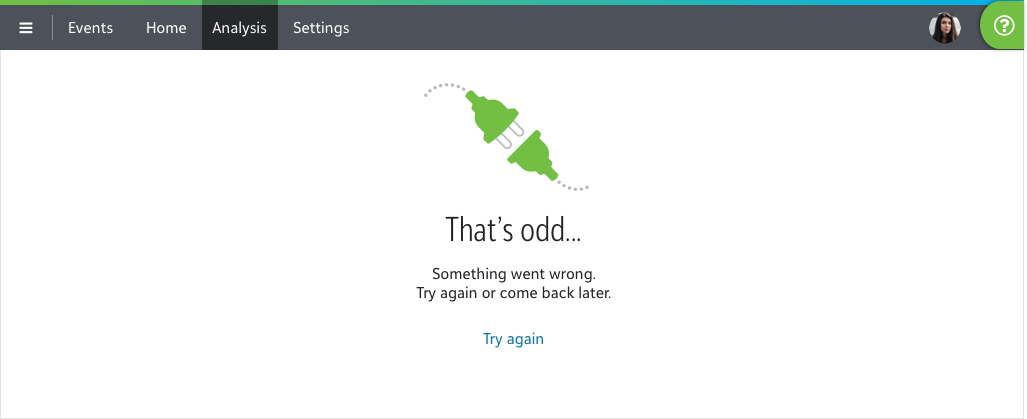 Events Home Analysis Settings
That's odd...
Something went wrong.
Try again or come back later.
Try again